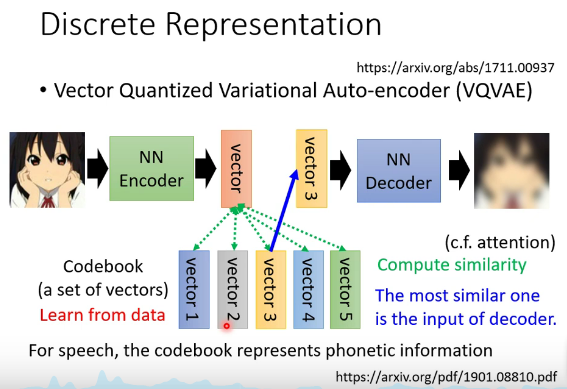 Discrete Representation
https://arxiv.org/abs/1711.00937
• Vector Quantized Variational Auto-encoder (VQVAE)
NN
Encoder
vector
vector 3
NN
Decoder
(c.f. attention)
Codebook
(a set of vectors)
Learn from data
vector 1
vector 2
vector 3
vector 4
vector 5
Compute similarity
The most similar one
is the input of decoder.
For speech, the codebook represents phonetic information
https://arxiv.org/pdf/1901.08810.pdf